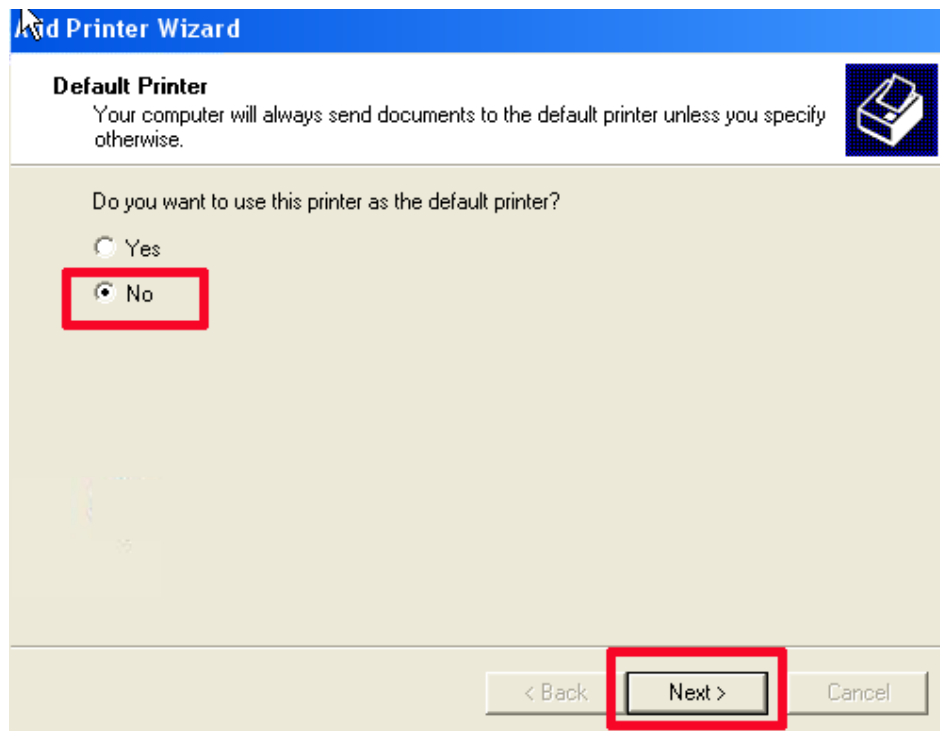 Add Printer Wizard
Default Printer
Your computer will always send documents to the default printer unless you specify
otherwise.
Do you want to use this printer as the default printer?
Yes
No
< Back
Next >
Cancel